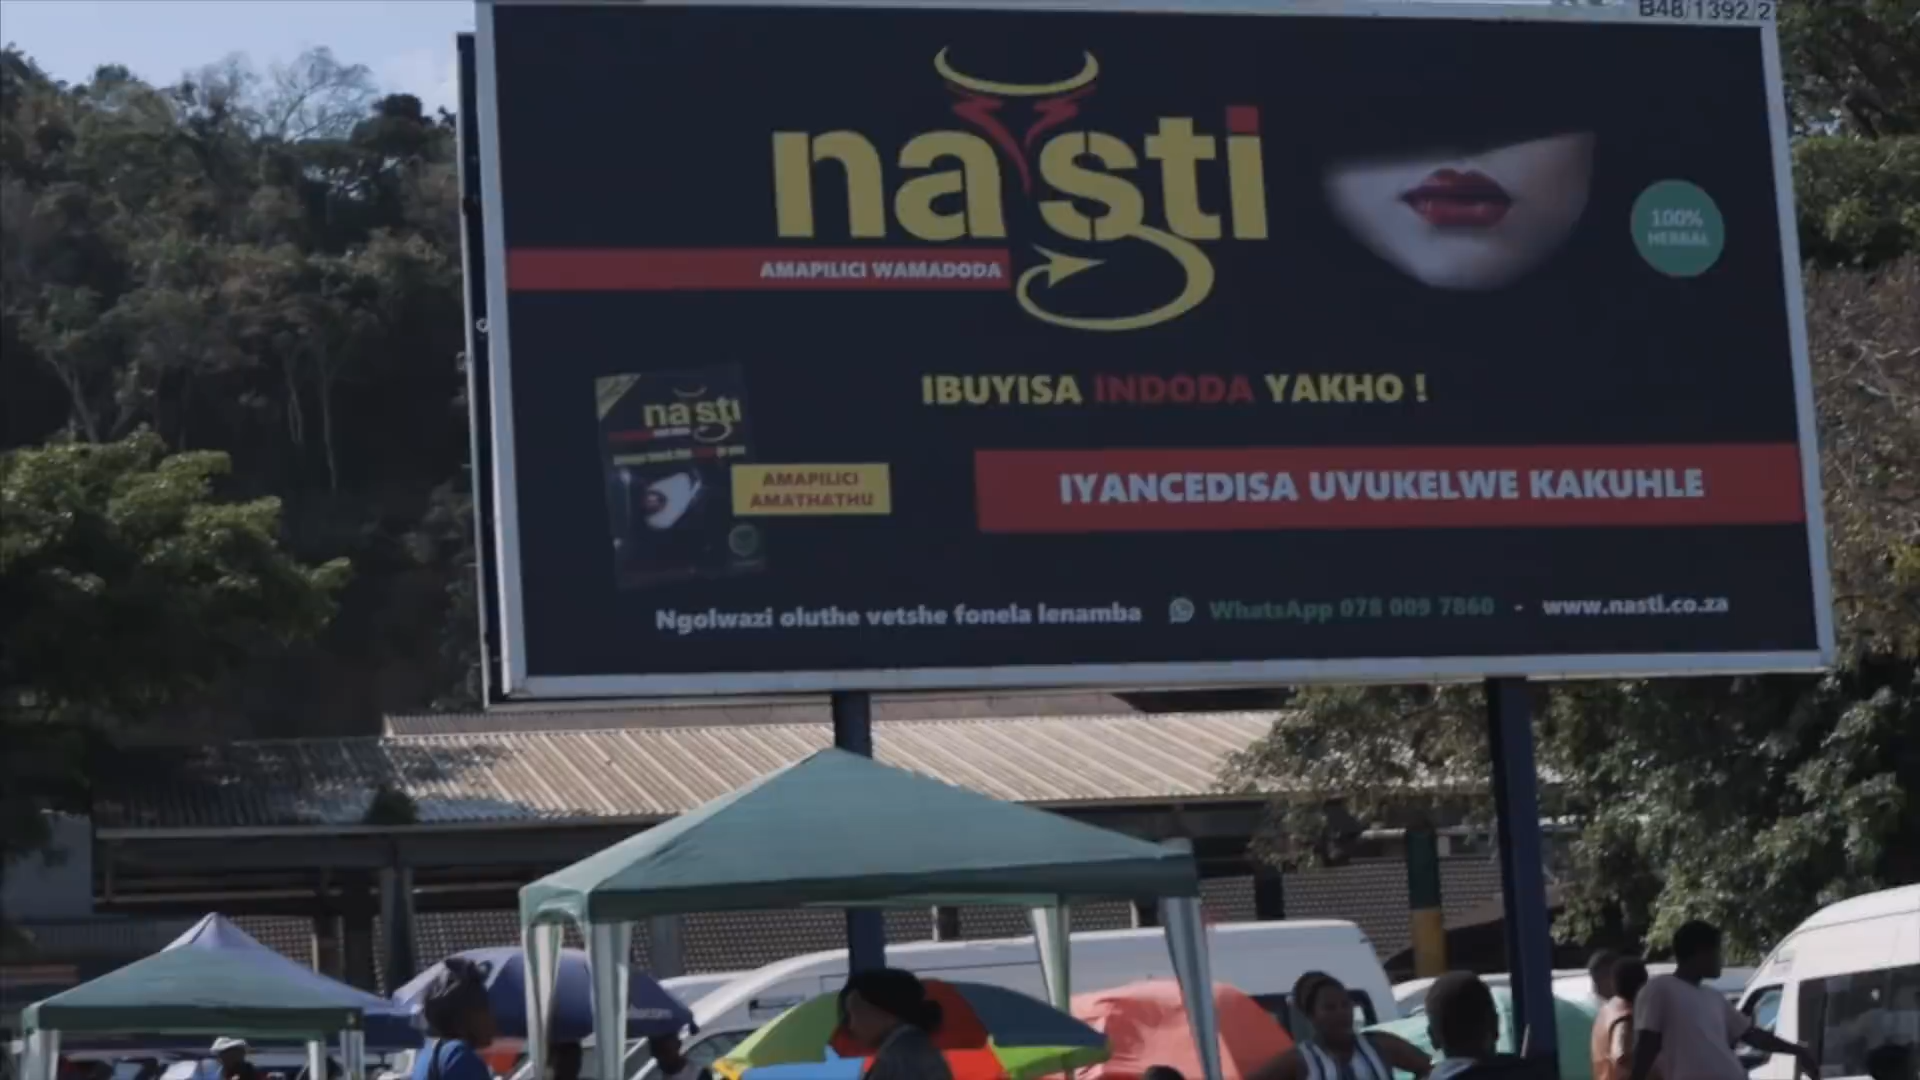 B48/1392/2
nasti
100%
HERBAL
AMAPILICI WAMADODA
IBUYISA INDODA YAKHO !
nasti
AMAPILICI
AMATHATHU
IYANCEDISA UVUKELWE KAKUHLE
Ngolwazi oluthe vetshe fonela lenamba WhatsApp 078 009 7860 - www.nasti.co.za